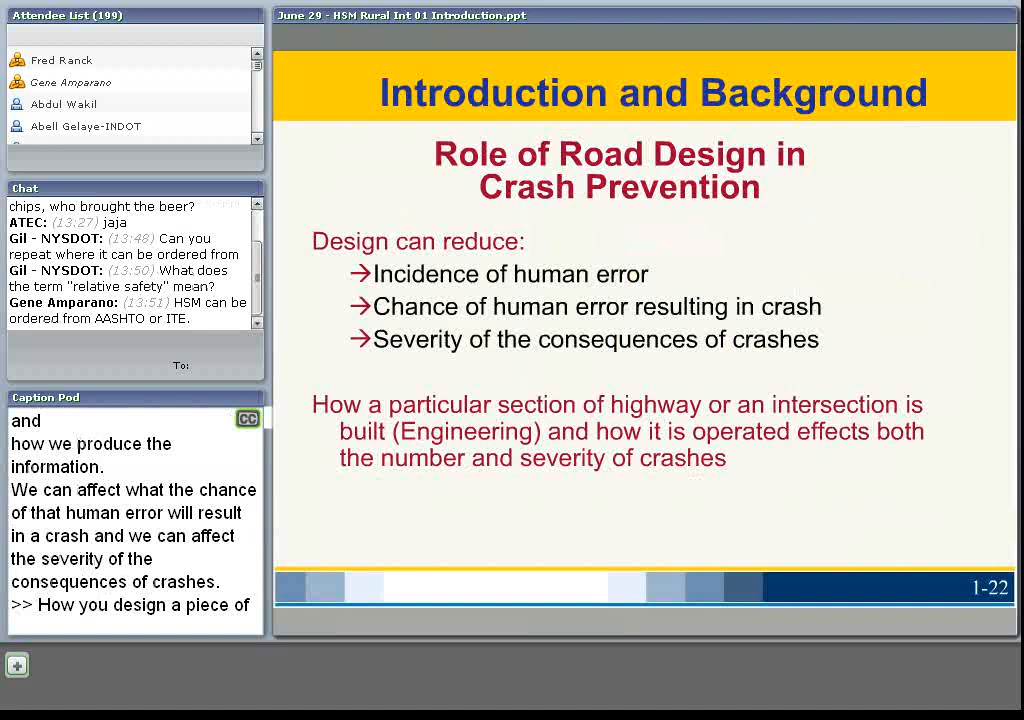 Attendee List (199)
Fred Ranck
Gene Amparano
Abdul Wakil
Abell Gelaye-INDOT
Chat
chips, who brought the beer?
ATEC: (13:27) jaja
Gil - NYSDOT: (13:48) Can you
repeat where it can be ordered from
Gil - NYSDOT: (13:50) What does
the term "relative safety" mean?
Gene Amparano: (13:51) HSM can be
ordered from AASHTO or ITE.
To:
Caption Pod
CC
and
how we produce the
information.
We can affect what the chance
of that human error will result
in a crash and we can affect
the severity of the
consequences of crashes.
>> How you design a piece of
June 29 - HSM Rural Int 01 Introduction.ppt
Introduction and Background
Role of Road Design in
Crash Prevention
Design can reduce:
→Incidence of human error
→Chance of human error resulting in crash
→Severity of the consequences of crashes
How a particular section of highway or an intersection is
built (Engineering) and how it is operated effects both
the number and severity of crashes
1-22